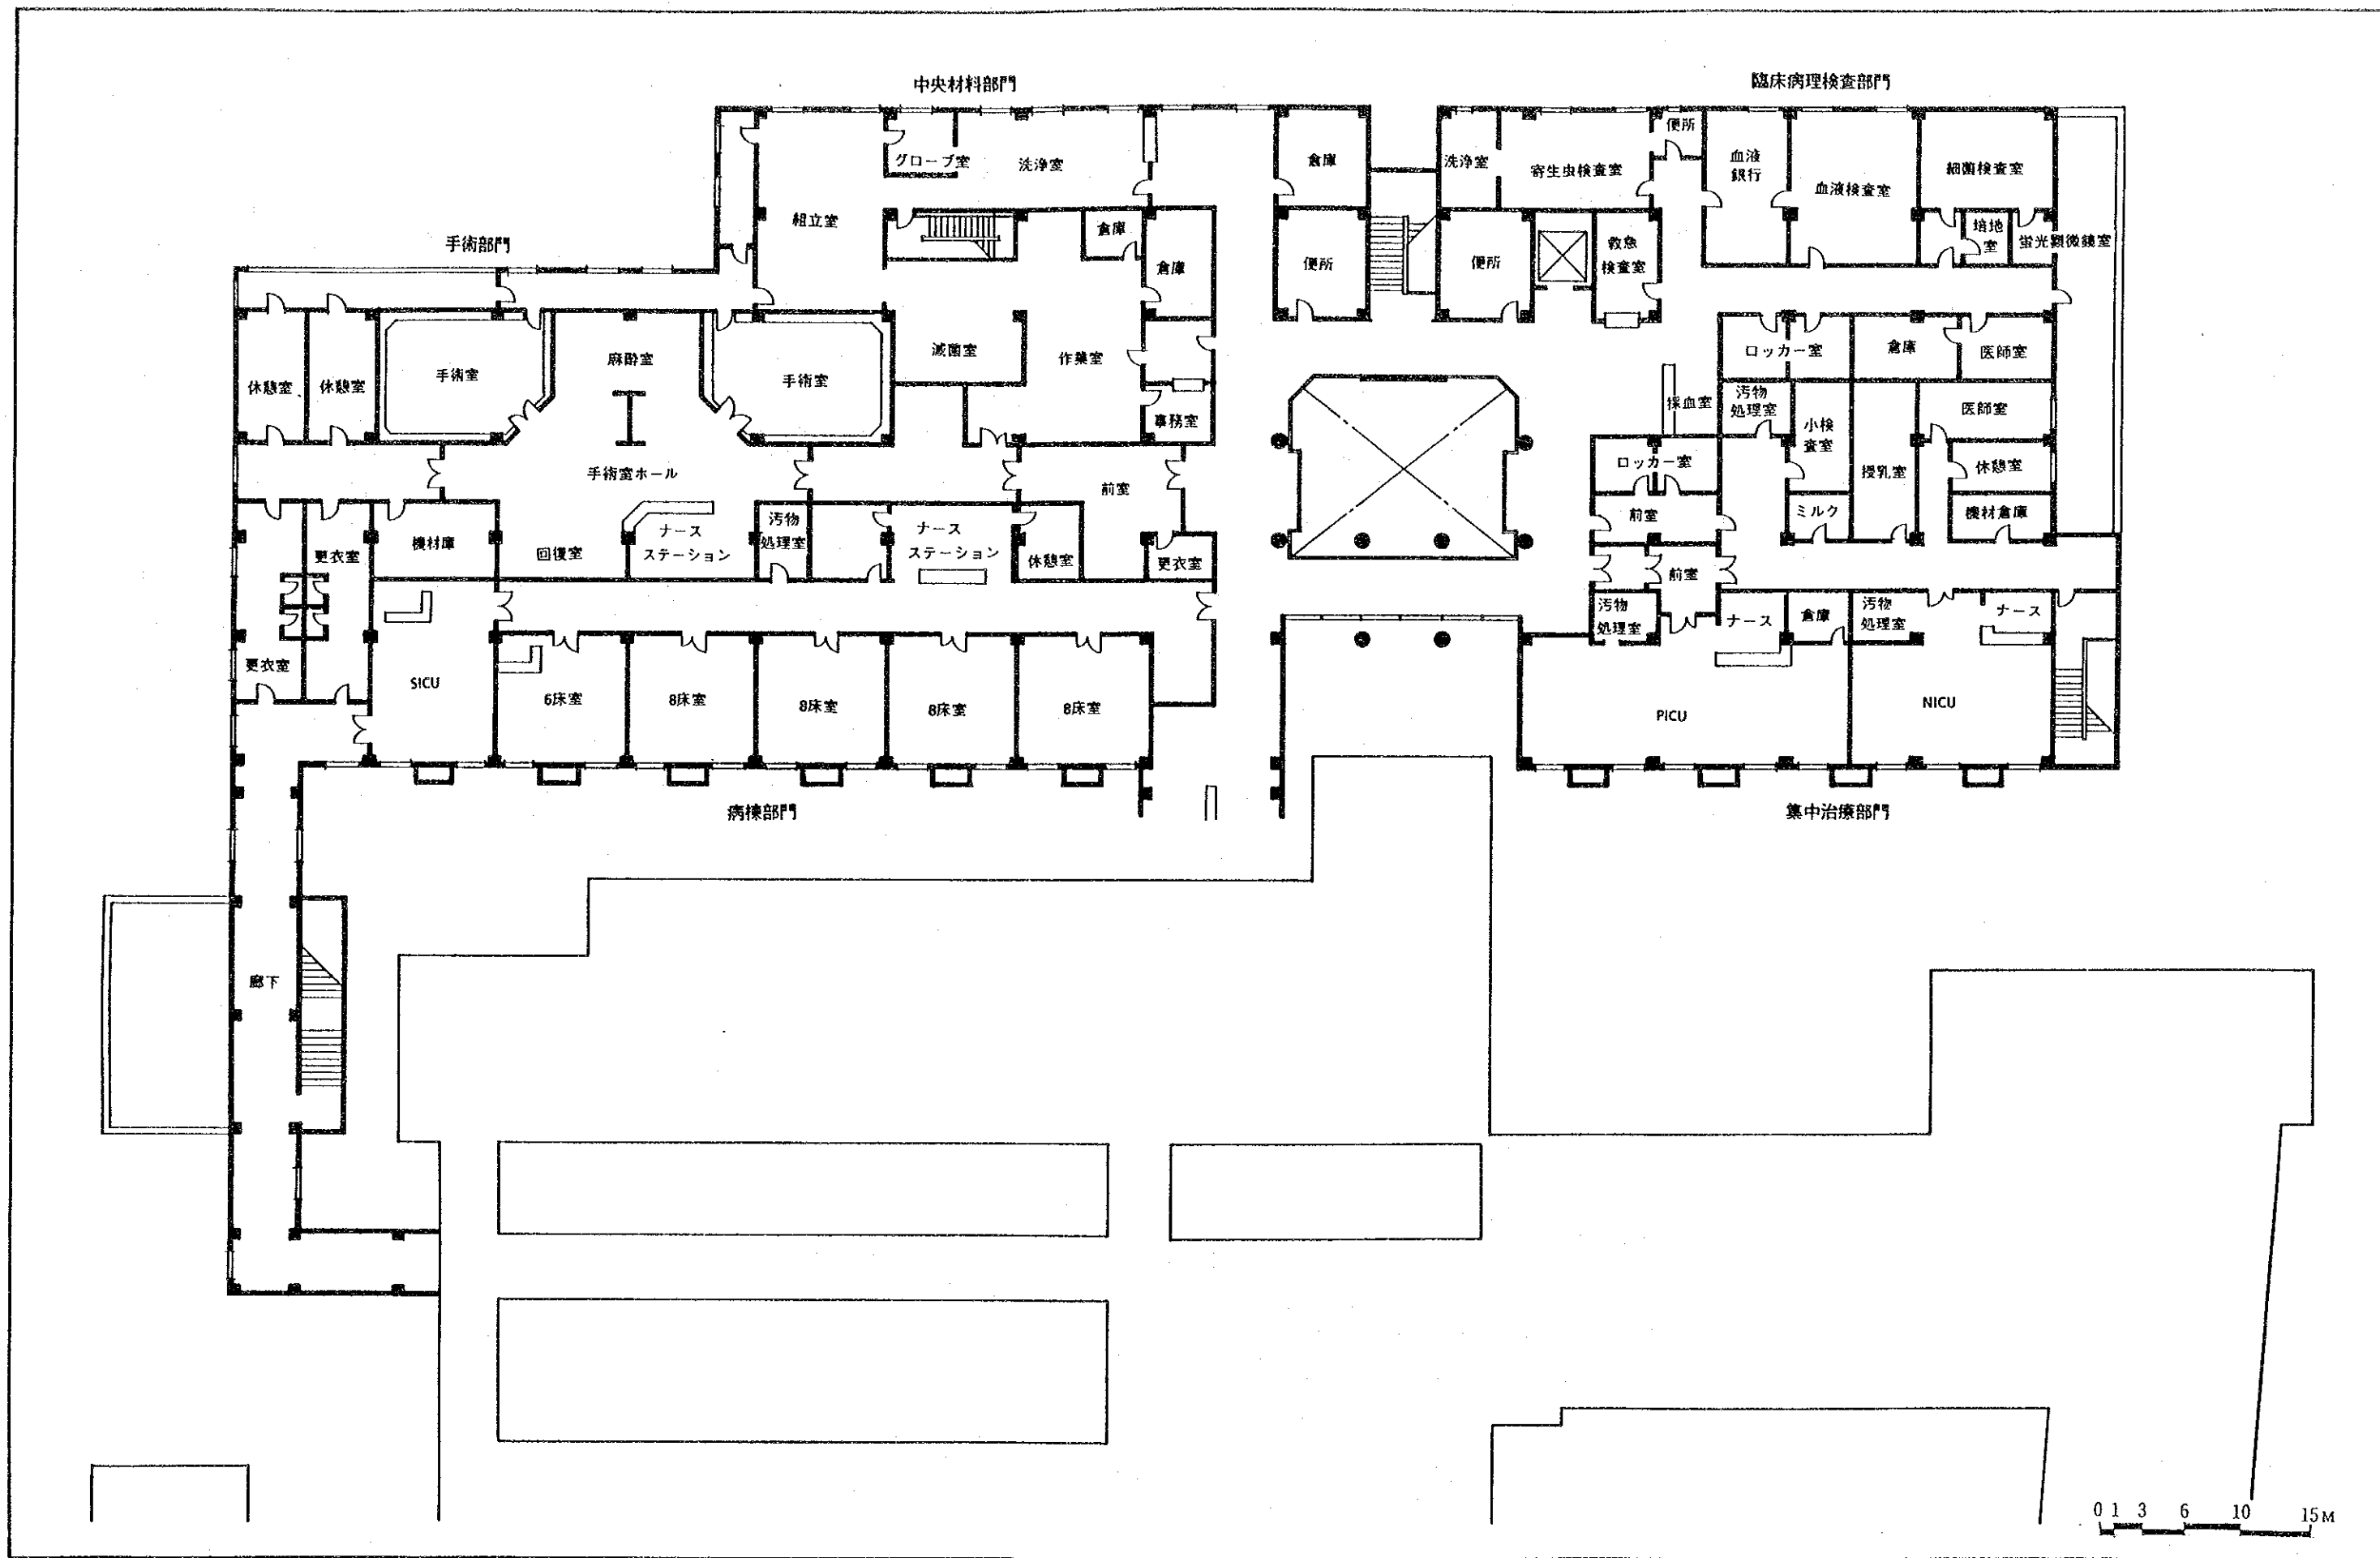 中央材料部門
臨床病理検査部門
手術部門
グローブ室
洗浄室
倉庫
洗浄室
寄生虫検査室
便所
血液
銀行
血液検査室
細菌検査室
組立室
倉庫
倉庫
便所
便所
救急
検査室
培地
室
蛍光顕微鏡室
休憩室
休憩室
手術室
麻酔室
手術室
滅菌室
作業室
事務室
採血室
ロッカー室
倉庫
医師室
汚物
処理室
小検
査室
授乳室
医師室
手術室ホール
前室
ロッカー室
休憩室
更衣室
機材庫
回復室
ナース
ステーション
汚物
処理室
ナース
ステーション
休憩室
更衣室
前室
ミルク
機材倉庫
前室
汚物
処理室
ナース
倉庫
汚物
処理室
ナース
更衣室
SICU
6床室
8床室
8床室
8床室
8床室
PICU
NICU
病棟部門
集中治療部門
廊下
0 1 3 6 10 15M